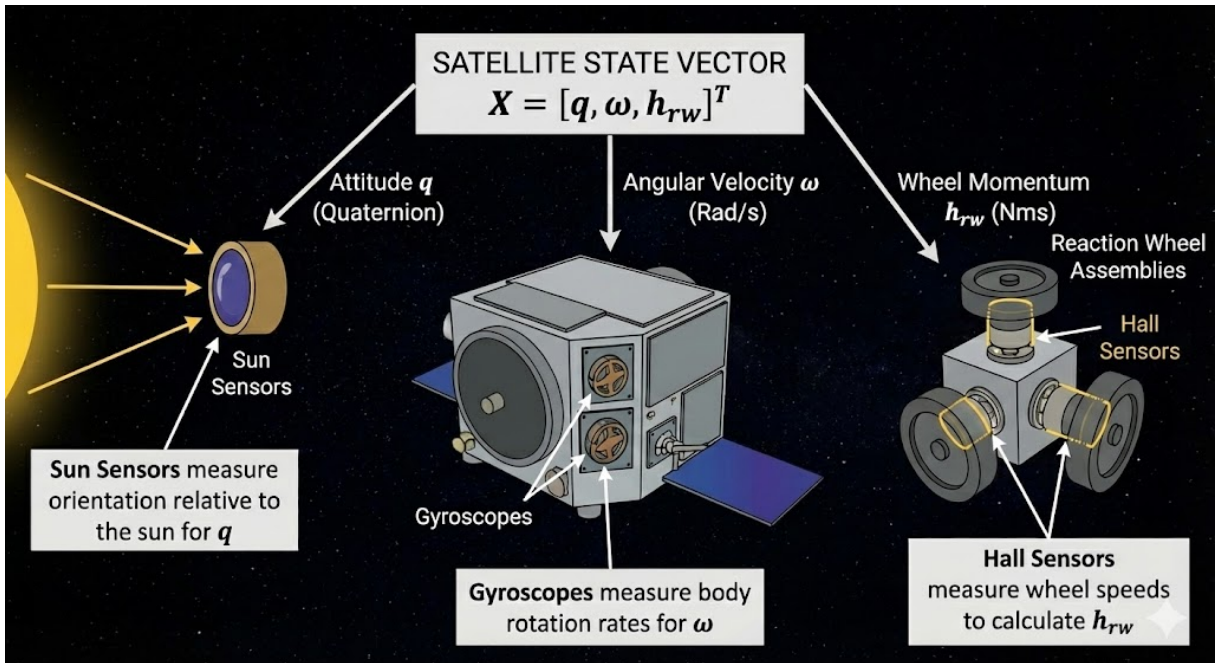 SATELLITE STATE VECTOR
X = [q, ω, h_rw]^T
Attitude q
(Quaternion)
Angular Velocity ω
(Rad/s)
Wheel Momentum
h_rw (Nms)
Reaction Wheel
Assemblies
Hall
Sensors
Sun
Sensors
Gyroscopes
Sun Sensors measure
orientation relative to
the sun for q
Gyroscopes measure body
rotation rates for ω
Hall Sensors
measure wheel speeds
to calculate h_rw